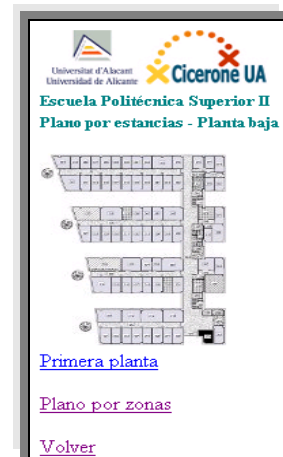 Universitat d'Alacant
Universidad de Alicante
Cicerone UA
Escuela Politécnica Superior II
Plano por estancias - Planta baja
Primera planta
Plano por zonas
Volver